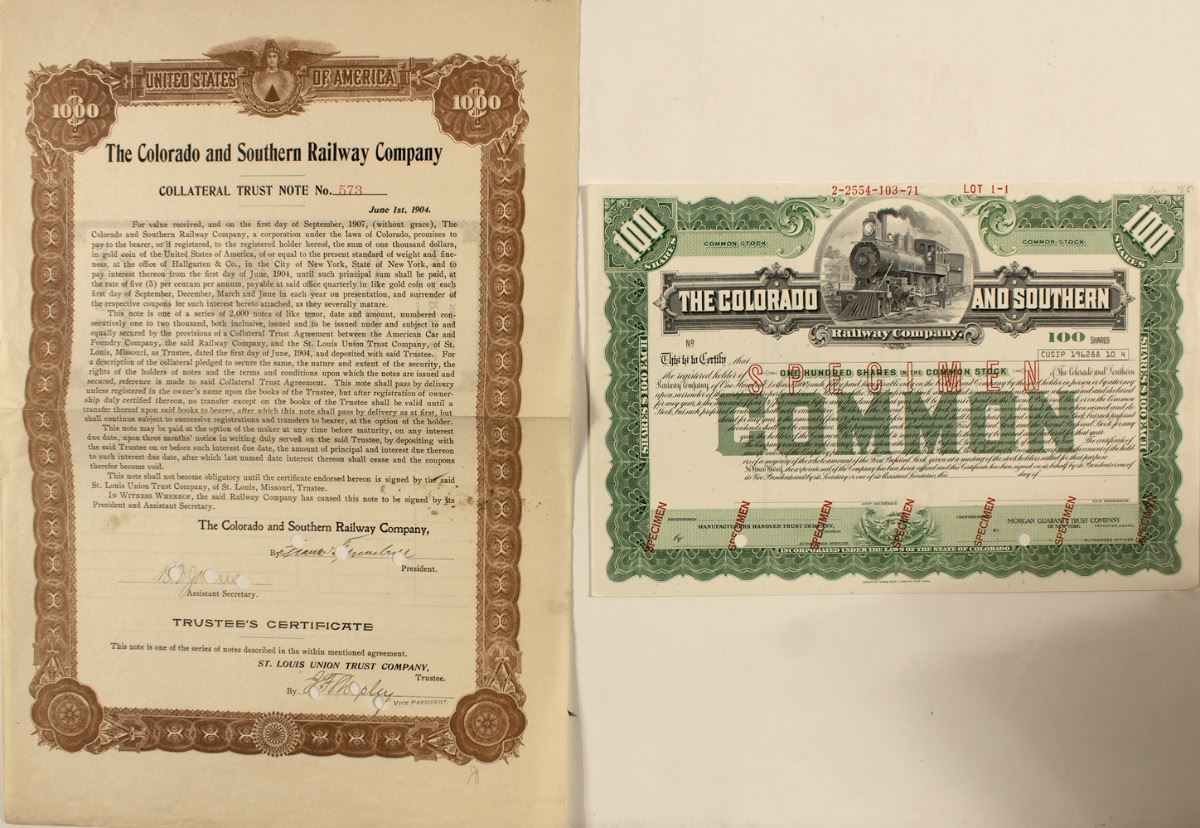 UNITED STATES OF AMERICA
1000
1000
The Colorado and Southern Railway Company
COLLATERAL TRUST NOTE No. 573
June 1st, 1904.
For value received, and on the first day of September, 1907, (without grace), The
Colorado and Southern Railway Company, a corporation under the laws of Colorado, promises to
pay to the bearer, or if registered, to the registered holder hereof, the sum of one thousand dollars,
in gold coin of the United States of America, of or equal to the present standard of weight and fine-
ness, at the office of Hallgarten & Co., in the City of New York, State of New York, and to
pay interest thereon from the first day of June, 1904, until such principal sum shall be paid, at
the rate of five (5) per centum per annum, payable at said office quarterly in like gold coin on each
first day of September, December, March and June in each year on presentation, and surrender of
the respective coupons for such interest hereto attached, as they severally mature.
This note is one of a series of 2,000 notes of like tenor, date and amount, numbered con-
secutively one to two thousand, both inclusive, issued and to be issued under and subject to and
equally secured by the provisions of a Collateral Trust Agreement between the American Car and
Foundry Company, the said Railway Company, and the St. Louis Union Trust Company, of St.
Louis, Missouri, as Trustee, dated the first day of June, 1904, and deposited with said Trustee. For
a description of the collateral pledged to secure the same, the nature and extent of the security, the
rights of the holders of notes and the terms and conditions upon which the notes are issued and
secured, reference is made to said Collateral Trust Agreement. This note shall pass by delivery
unless registered in the owner's name upon the books of the Trustee, but after registration of owner-
ship duly certified thereon, no transfer except on the books of the Trustee shall be valid until a
transfer thereof upon said books to bearer, after which this note shall pass by delivery as at first, but
shall continue subject to successive registrations and transfers to bearer, at the option of the holder.
This note may be paid at the option of the maker at any time before maturity, on any interest
due date, upon three months' notice in writing duly served on the said Trustee, by depositing with
the said Trustee on or before such interest due date, the amount of principal and interest due thereon
to such interest due date, after which last named date interest thereon shall cease and the coupons
therefor become void.
This note shall not become obligatory until the certificate endorsed hereon is signed by the said
St. Louis Union Trust Company, of St. Louis, Missouri, Trustee.
IN WITNESS WHEREOF, the said Railway Company has caused this note to be signed by its
President and Assistant Secretary.
The Colorado and Southern Railway Company,
By
President.
Assistant Secretary.
TRUSTEE'S CERTIFICATE
This note is one of the series of notes described in the within mentioned agreement.
ST. LOUIS UNION TRUST COMPANY,
Trustee.
By
VICE PRESIDENT.
2-2554-103-71 LOT 1-1
100 SHARES
COMMON STOCK
COMMON STOCK
100 SHARES
THE COLORADO AND SOUTHERN
Railway Company.
No
100 SHARES
CUSIP 196288 10 4
This is to Certify that
the registered holder of ONE HUNDRED SHARES IN THE COMMON STOCK of The Colorado and Southern
SPECIMEN
COMMON
SHARES $100 EACH
SHARES $100 EACH
VICE PRESIDENT.
MANUFACTURERS HANOVER TRUST COMPANY,
MORGAN GUARANTY TRUST COMPANY
OF NEW YORK
SPECIMEN
SPECIMEN
SPECIMEN
SPECIMEN
SPECIMEN
SPECIMEN
INCORPORATED UNDER THE LAWS OF THE STATE OF COLORADO